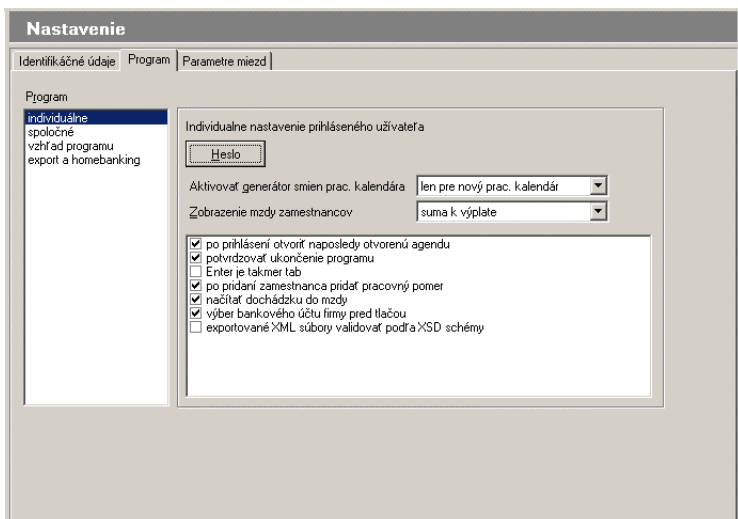 Nastavenie
Identifikáčné údaje Program Parametre miezd
Program
individuálne
spoločné
vzhľad programu
export a homebanking
Individualne nastavenie prihláseného užívateľa
Heslo
Aktivovať generátor smien prac. kalendára len pre nový prac. kalendár
Zobrazenie mzdy zamestnancov suma k výplate
po prihlásení otvoriť naposledy otvorenú agendu
potvrdzovať ukončenie programu
Enter je takmer tab
po pridaní zamestnanca pridať pracovný pomer
načítať dochádzku do mzdy
výber bankového účtu firmy pred tlačou
exportované XML súbory validovať podľa XSD schémy